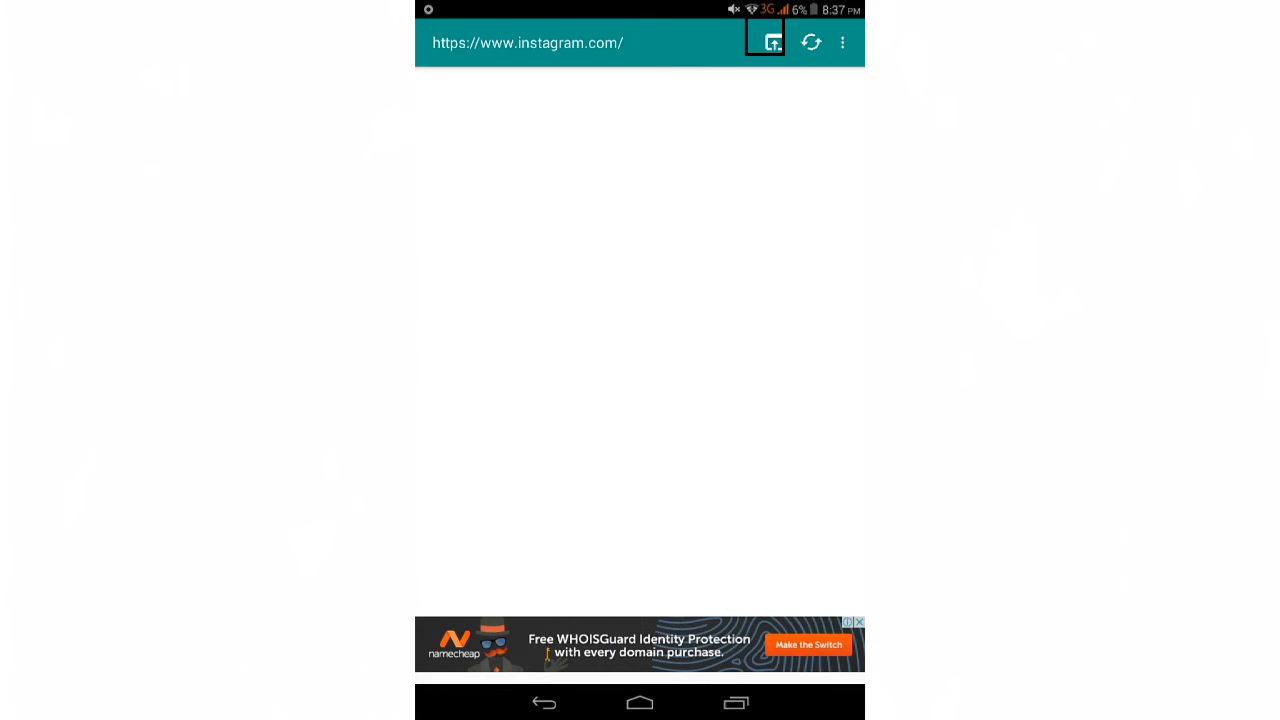 3G 6% 8:37 PM
https://www.instagram.com/
Free WHOISGuard Identity Protection
with every domain purchase.
namecheap
Make the Switch